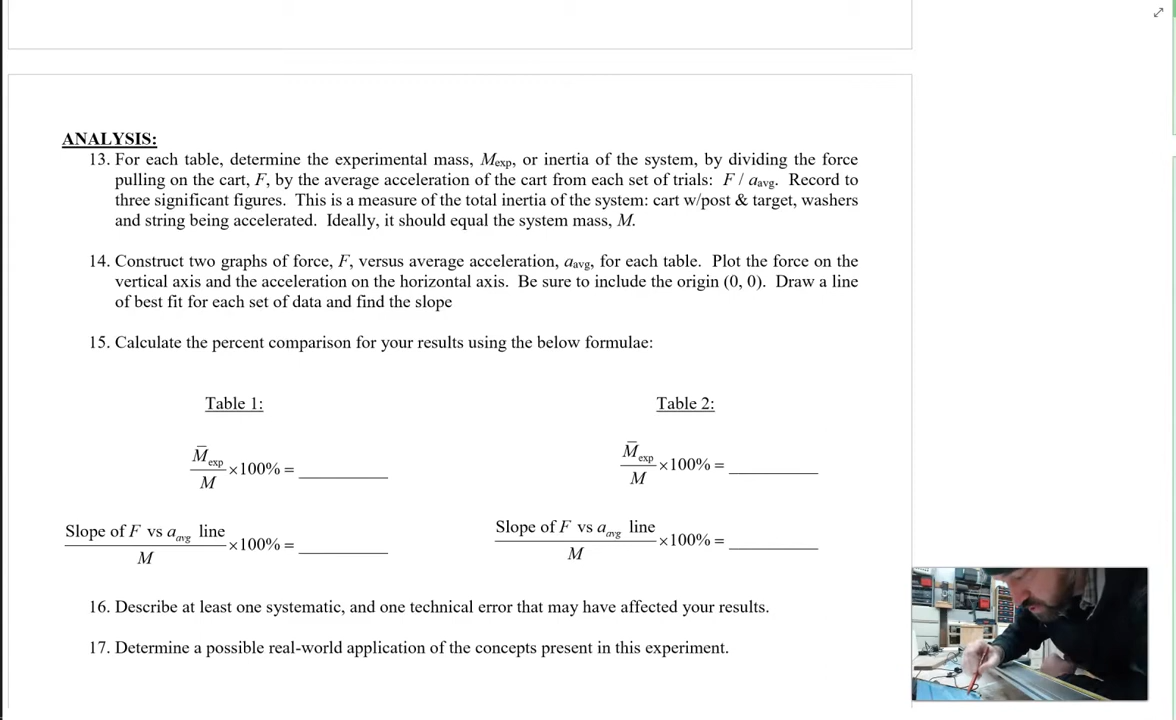 ANALYSIS:
13. For each table, determine the experimental mass, Mexp, or inertia of the system, by dividing the force
pulling on the cart, F, by the average acceleration of the cart from each set of trials: F / aavg. Record to
three significant figures. This is a measure of the total inertia of the system: cart w/post & target, washers
and string being accelerated. Ideally, it should equal the system mass, M.
14. Construct two graphs of force, F, versus average acceleration, aavg, for each table. Plot the force on the
vertical axis and the acceleration on the horizontal axis. Be sure to include the origin (0, 0). Draw a line
of best fit for each set of data and find the slope
15. Calculate the percent comparison for your results using the below formulae:
Table 1:
Table 2:
M̅exp/M ×100% = __________
M̅exp/M ×100% = __________
Slope of F vs aavg line/M ×100% = __________
Slope of F vs aavg line/M ×100% = __________
16. Describe at least one systematic, and one technical error that may have affected your results.
17. Determine a possible real-world application of the concepts present in this experiment.